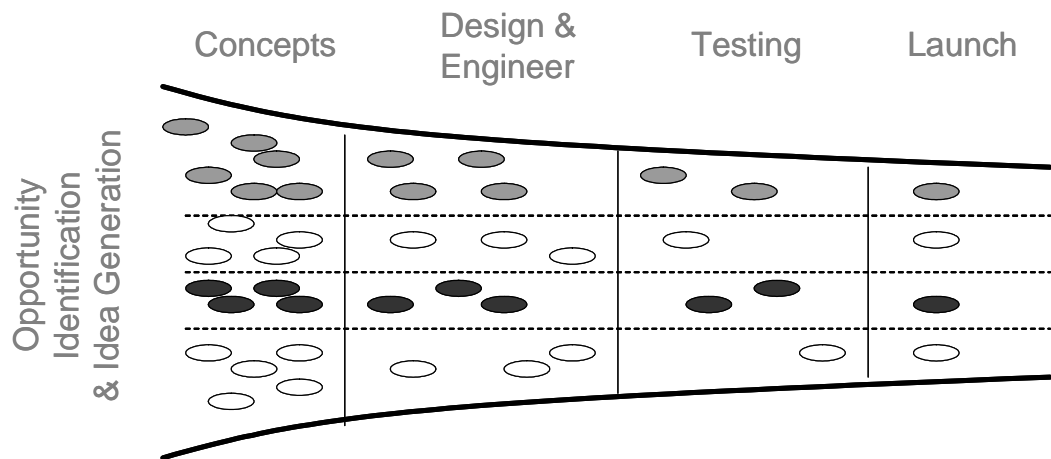 Concepts
Design &
Engineer
Testing
Launch
Opportunity
Identification
& Idea Generation